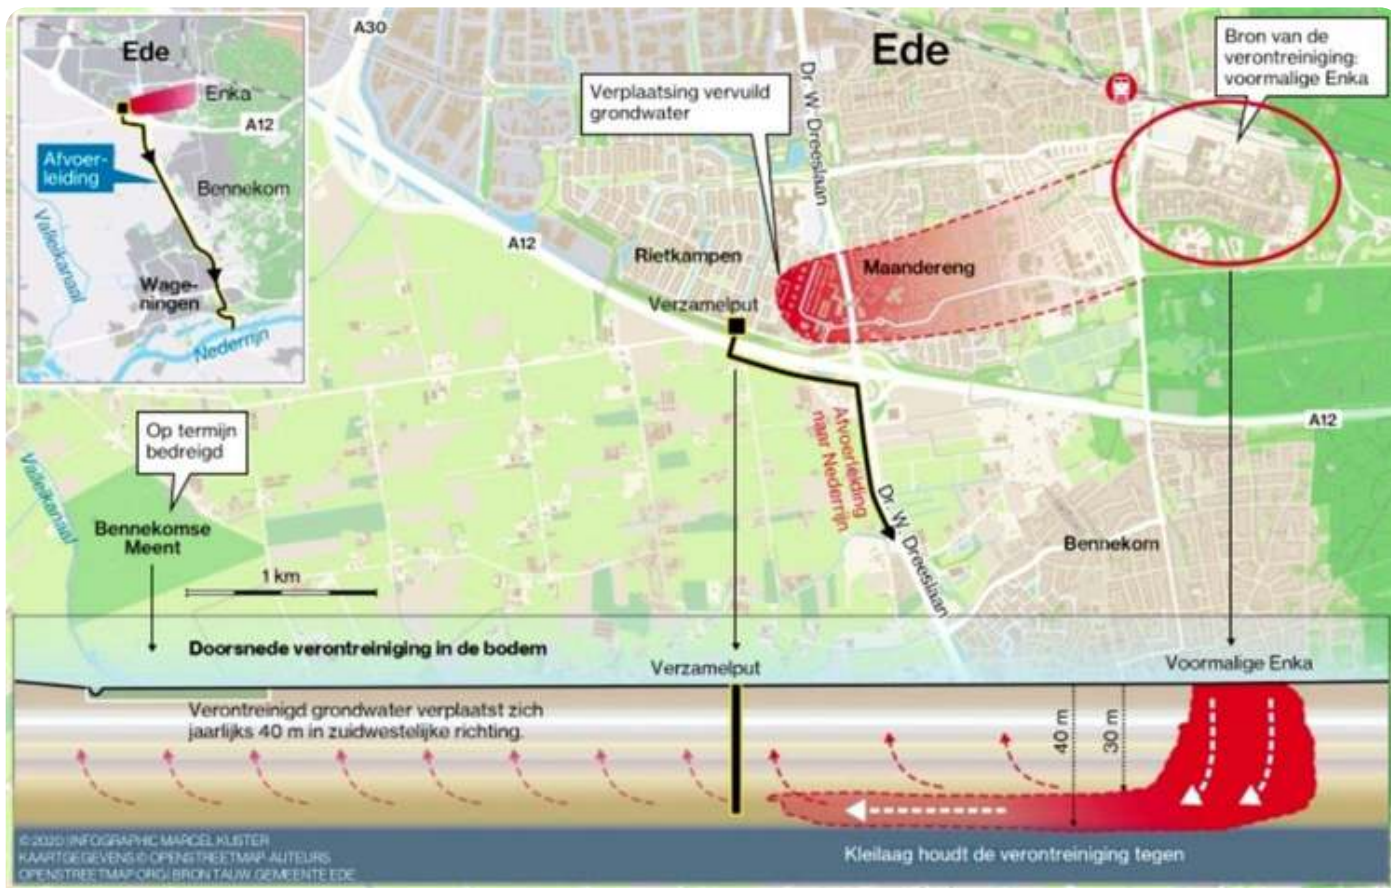 Ede
Enka
A12
Afvoer-
leiding
Bennekom
Valleikanaal
Wage-
ningen
Nederrijn
A30
Ede
Bron van de
verontreiniging:
voormalige Enka
Verplaatsing vervuild
grondwater
Dr. W. Dreeslaan
A12
Rietkampen
Maandereng
Verzamelput
A12
Afvoerleiding
naar Nederrijn
Op termijn
bedreigd
Valleikanaal
Bennekomse
Meent
Dr. W. Dreeslaan
Bennekom
1 km
Doorsnede verontreiniging in de bodem
Verzamelput
Voormalige Enka
Verontreinigd grondwater verplaatst zich
jaarlijks 40 m in zuidwestelijke richting.
40 m
30 m
Kleilaag houdt de verontreiniging tegen
© 2020 INFOGRAPHIC MARCEL KUSTER
KAARTGEGEVENS © OPENSTREETMAP-AUTEURS
OPENSTREETMAP.ORG / BRON TAUW, GEMEENTE EDE